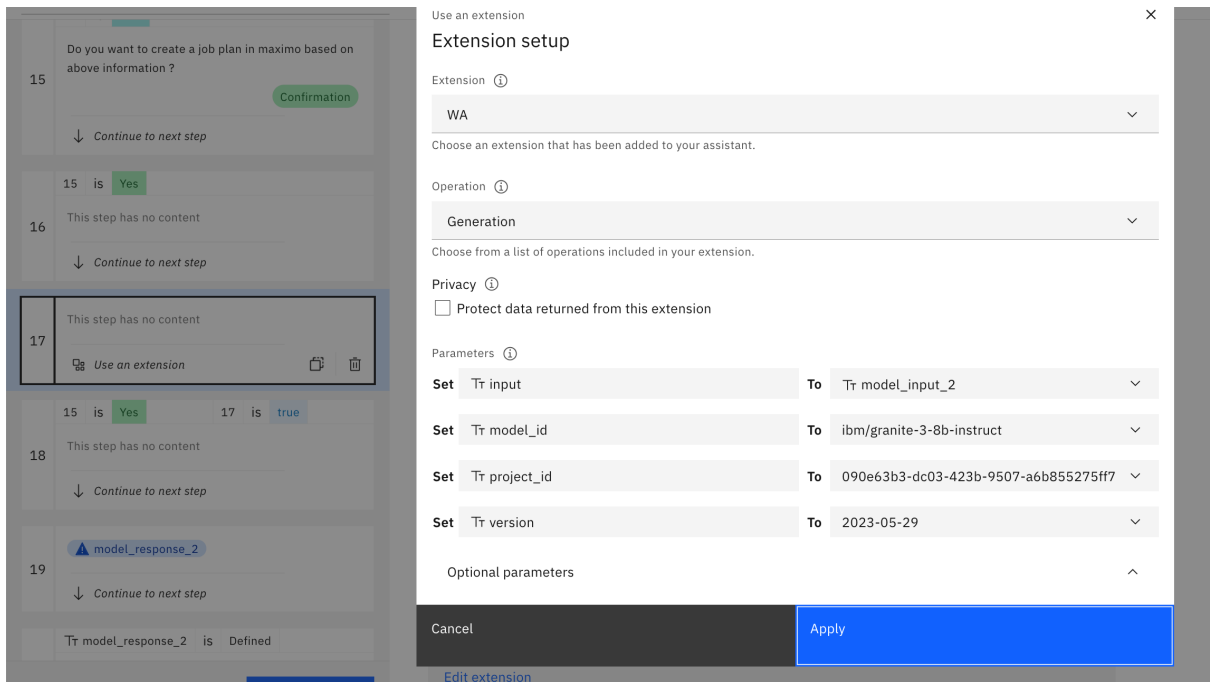 Do you want to create a job plan in maximo based on
above information ?
15
Confirmation
Continue to next step
15 is Yes
This step has no content
16
Continue to next step
This step has no content
17
Use an extension
15 is Yes 17 is true
This step has no content
18
Continue to next step
model_response_2
19
Continue to next step
Tт model_response_2 is Defined
Use an extension
Extension setup
Extension
WA
Choose an extension that has been added to your assistant.
Operation
Generation
Choose from a list of operations included in your extension.
Privacy
Protect data returned from this extension
Parameters
Set Tт input To Tт model_input_2
Set Tт model_id To ibm/granite-3-8b-instruct
Set Tт project_id To 090e63b3-dc03-423b-9507-a6b855275ff7
Set Tт version To 2023-05-29
Optional parameters
Cancel Apply
Edit extension